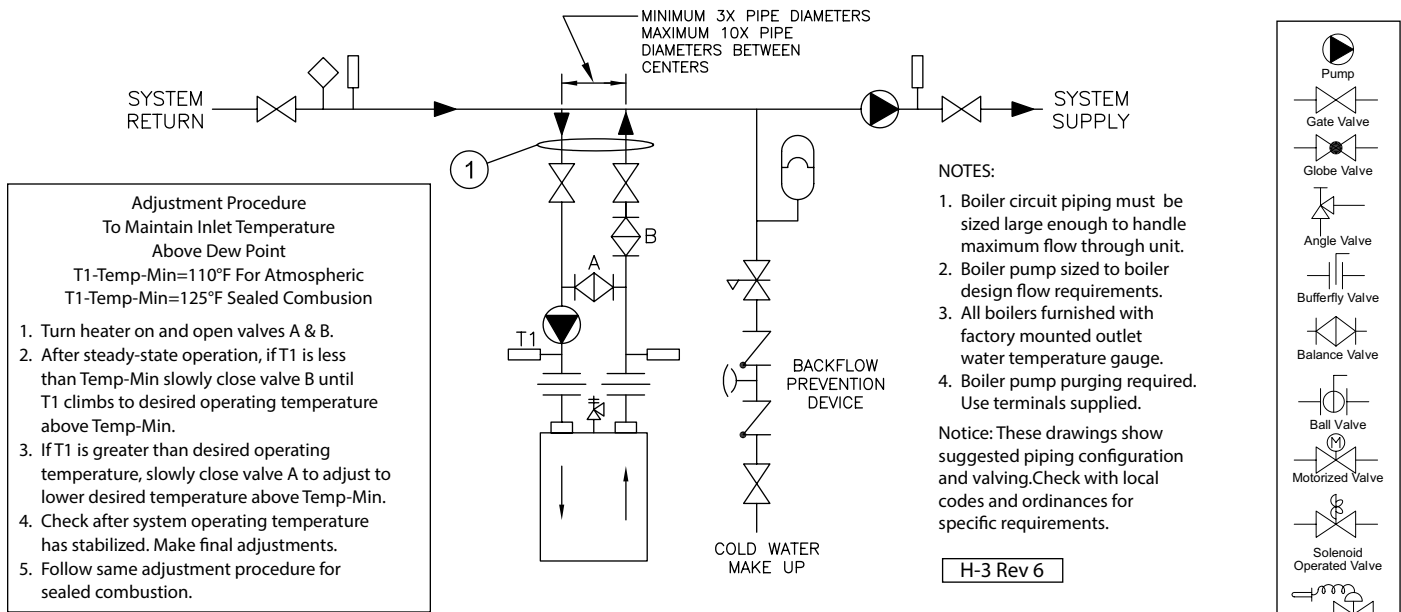 MINIMUM 3X PIPE DIAMETERS
MAXIMUM 10X PIPE
DIAMETERS BETWEEN
CENTERS
SYSTEM
RETURN
SYSTEM
SUPPLY
1
B
A
T1
BACKFLOW
PREVENTION
DEVICE
COLD WATER
MAKE UP
Adjustment Procedure
To Maintain Inlet Temperature
Above Dew Point
T1-Temp-Min=110°F For Atmospheric
T1-Temp-Min=125°F Sealed Combusion
1. Turn heater on and open valves A & B.
2. After steady-state operation, if T1 is less
than Temp-Min slowly close valve B until
T1 climbs to desired operating temperature
above Temp-Min.
3. If T1 is greater than desired operating
temperature, slowly close valve A to adjust to
lower desired temperature above Temp-Min.
4. Check after system operating temperature
has stabilized. Make final adjustments.
5. Follow same adjustment procedure for
sealed combustion.
NOTES:
1. Boiler circuit piping must be
sized large enough to handle
maximum flow through unit.
2. Boiler pump sized to boiler
design flow requirements.
3. All boilers furnished with
factory mounted outlet
water temperature gauge.
4. Boiler pump purging required.
Use terminals supplied.
Notice: These drawings show
suggested piping configuration
and valving.Check with local
codes and ordinances for
specific requirements.
H-3 Rev 6
Pump
Gate Valve
Globe Valve
Angle Valve
Bufferfly Valve
Balance Valve
Ball Valve
M
Motorized Valve
Solenoid
Operated Valve